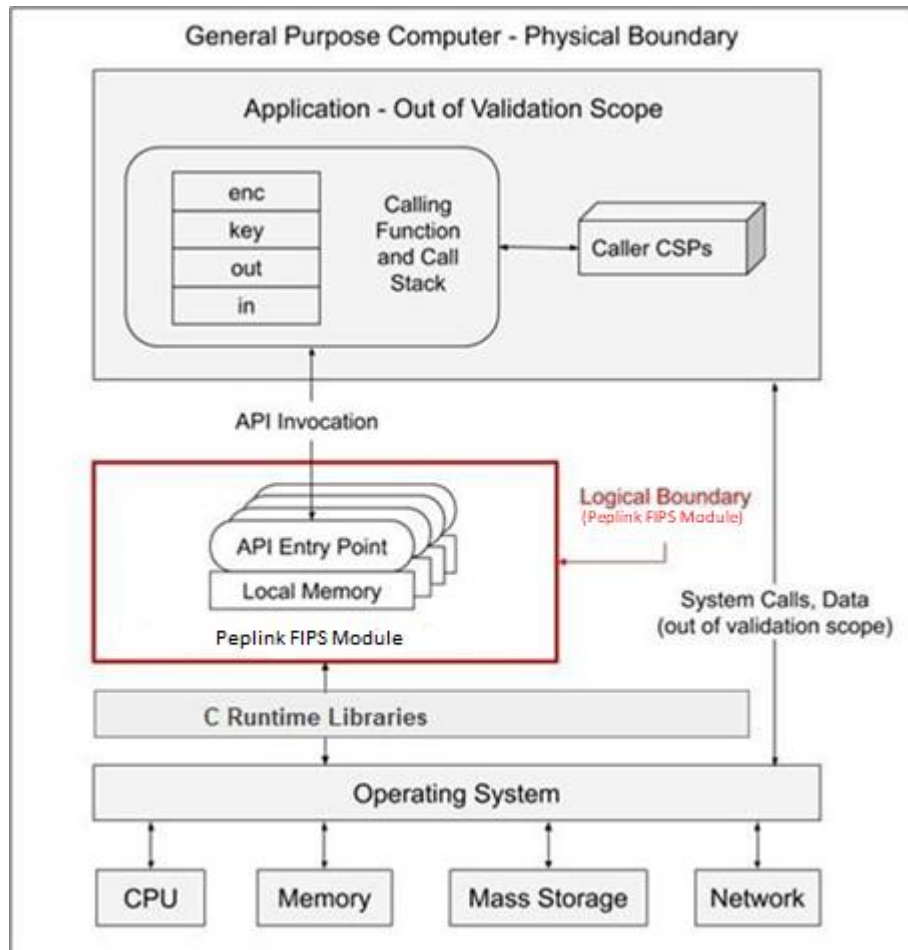 General Purpose Computer - Physical Boundary
Application - Out of Validation Scope
enc
key
out
in
Calling
Function
and Call
Stack
Caller CSPs
API Invocation
API Entry Point
Local Memory
Peplink FIPS Module
Logical Boundary
(Peplink FIPS Module)
System Calls, Data
(out of validation scope)
C Runtime Libraries
Operating System
CPU
Memory
Mass Storage
Network